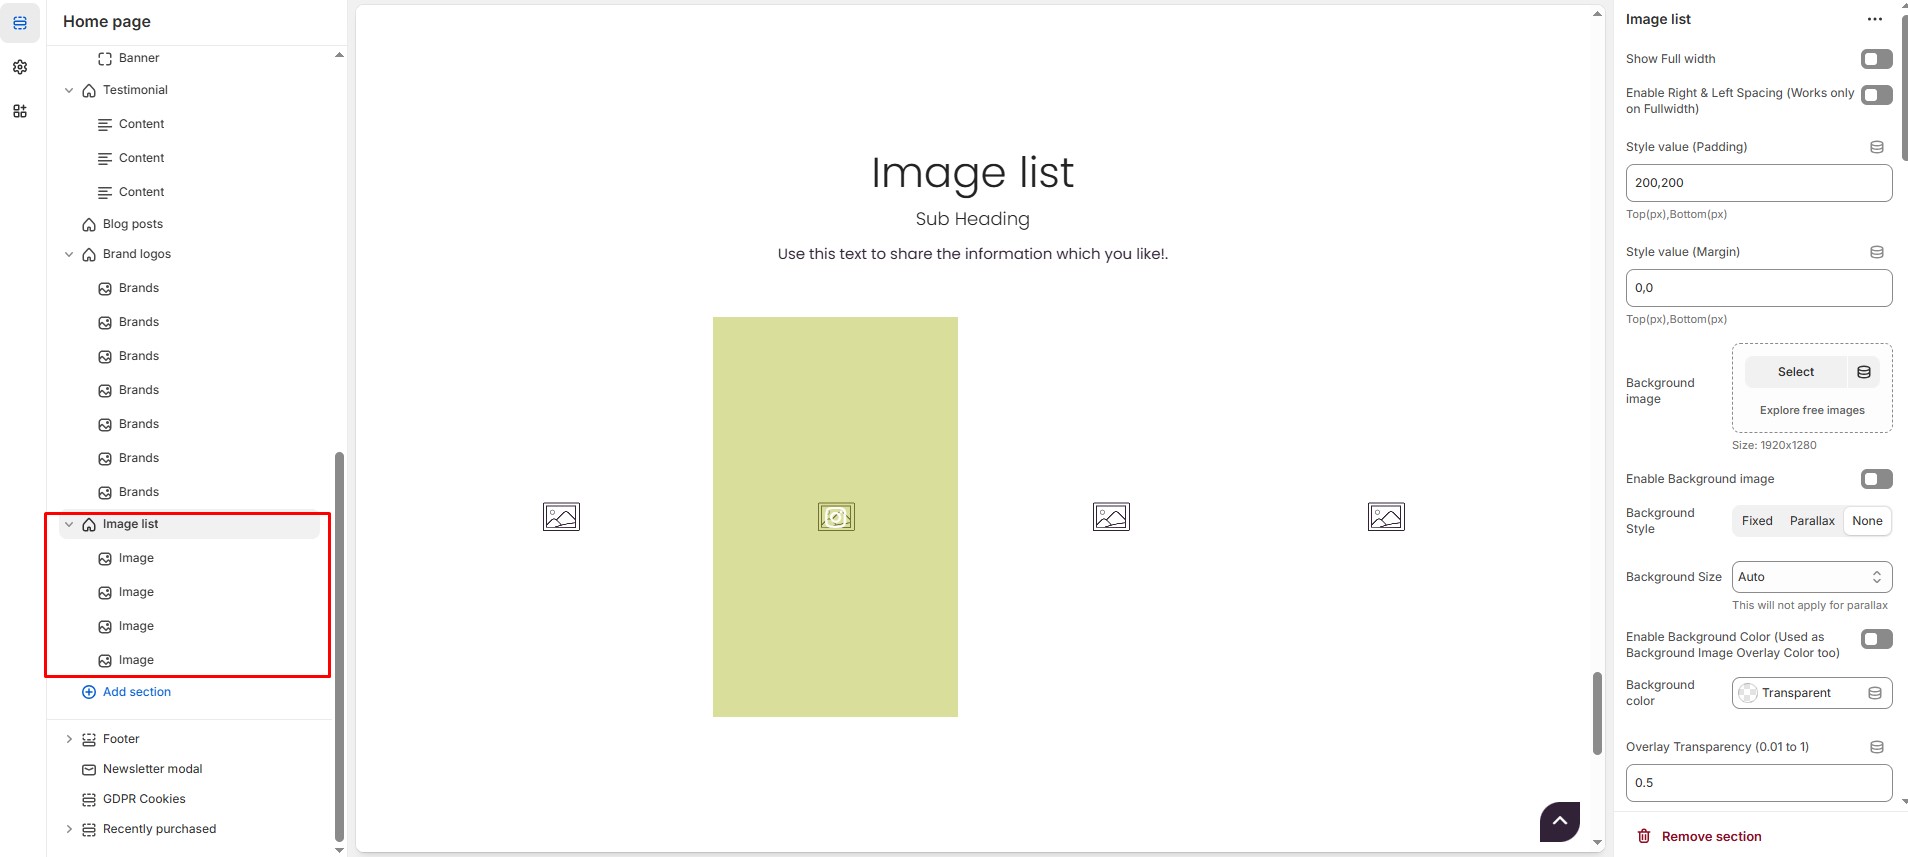 Home page
Banner
Testimonial
Content
Content
Content
Blog posts
Brand logos
Brands
Brands
Brands
Brands
Brands
Brands
Brands
Image list
Image
Image
Image
Image
Add section
Footer
Newsletter modal
GDPR Cookies
Recently purchased
Image list
Sub Heading
Use this text to share the information which you like!.
Image list
Show Full width
Enable Right & Left Spacing (Works only
on Fullwidth)
Style value (Padding)
200,200
Top(px),Bottom(px)
Style value (Margin)
0,0
Top(px),Bottom(px)
Background
image
Select
Explore free images
Size: 1920x1280
Enable Background image
Background
Style
Fixed Parallax None
Background Size
Auto
This will not apply for parallax
Enable Background Color (Used as
Background Image Overlay Color too)
Background
color
Transparent
Overlay Transparency (0.01 to 1)
0.5
Remove section